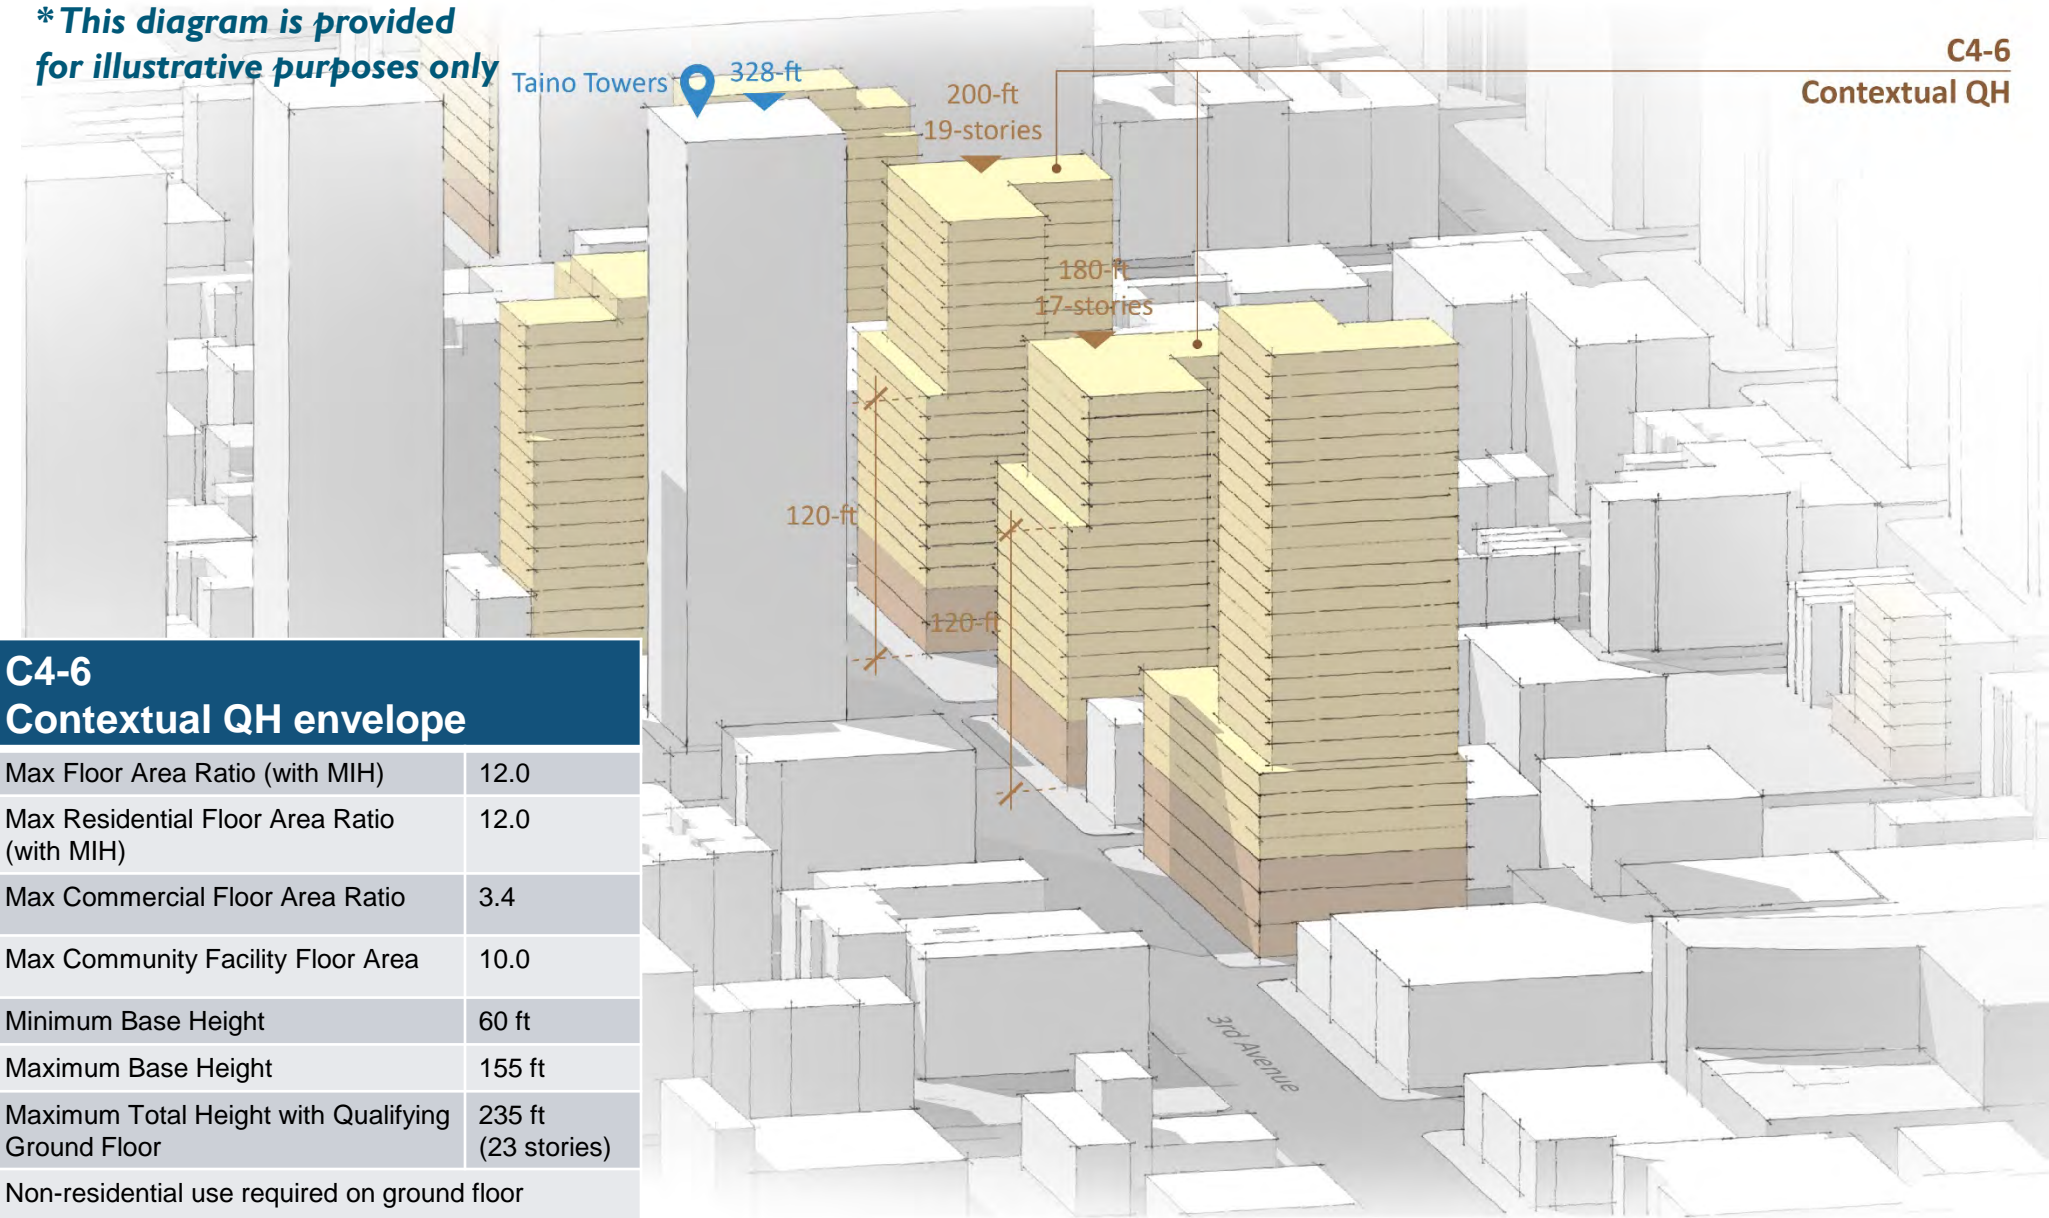 * This diagram is provided
for illustrative purposes only
Taino Towers
328-ft
200-ft
19-stories
C4-6
Contextual QH
180-ft
17-stories
120-ft
120-ft
3rd Avenue
C4-6
Contextual QH envelope
Max Floor Area Ratio (with MIH) 12.0
Max Residential Floor Area Ratio 12.0
(with MIH)
Max Commercial Floor Area Ratio 3.4
Max Community Facility Floor Area 10.0
Minimum Base Height 60 ft
Maximum Base Height 155 ft
Maximum Total Height with Qualifying 235 ft
Ground Floor (23 stories)
Non-residential use required on ground floor